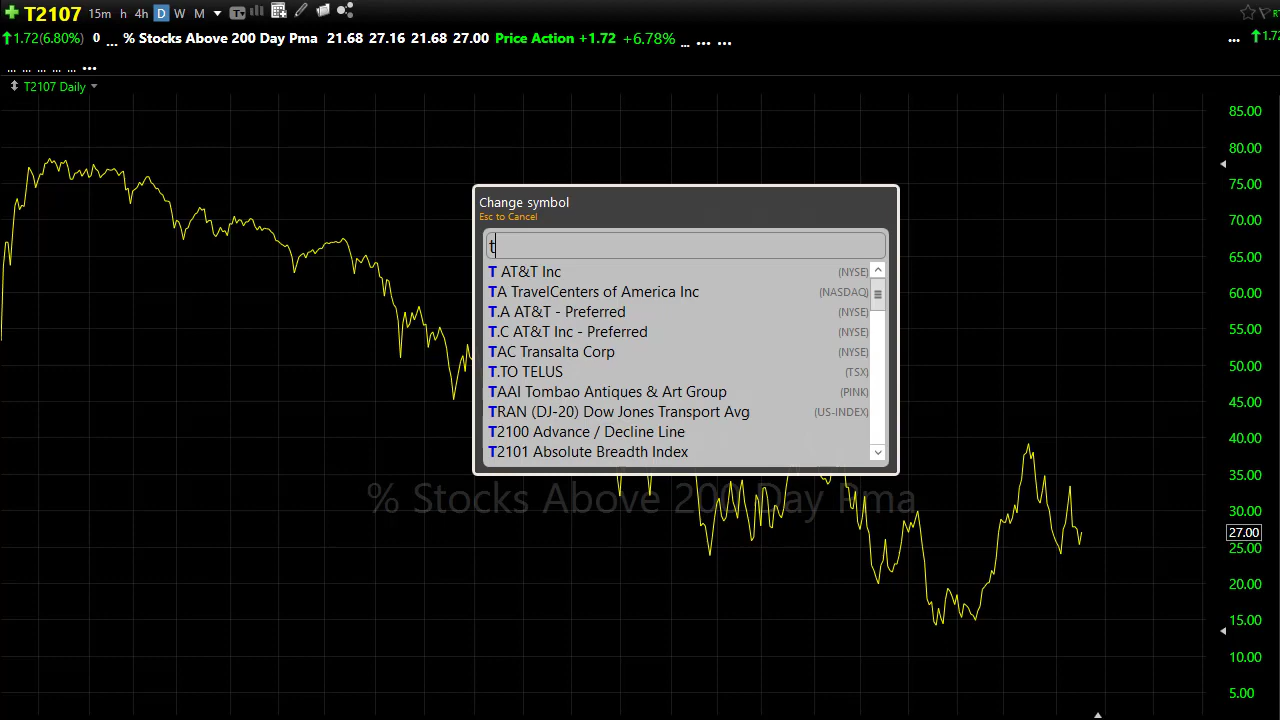 T2107 15m h 4h D W M T
1.72(6.80%) 0 ... % Stocks Above 200 Day Pma 21.68 27.16 21.68 27.00 Price Action +1.72 +6.78% ... ... ... ... 1.72
... ... ... ... ... ...
T2107 Daily
85.00
80.00
75.00
70.00
65.00
60.00
55.00
50.00
45.00
40.00
35.00
30.00
27.00
25.00
20.00
15.00
10.00
5.00
Change symbol
Esc to Cancel
t
T AT&T Inc (NYSE)
TA TravelCenters of America Inc (NASDAQ)
T.A AT&T - Preferred (NYSE)
T.C AT&T Inc - Preferred (NYSE)
TAC Transalta Corp (NYSE)
T.TO TELUS (TSX)
TAAI Tombao Antiques & Art Group (PINK)
TRAN (DJ-20) Dow Jones Transport Avg (US-INDEX)
T2100 Advance / Decline Line
T2101 Absolute Breadth Index
% Stocks Above 200 Day Pma